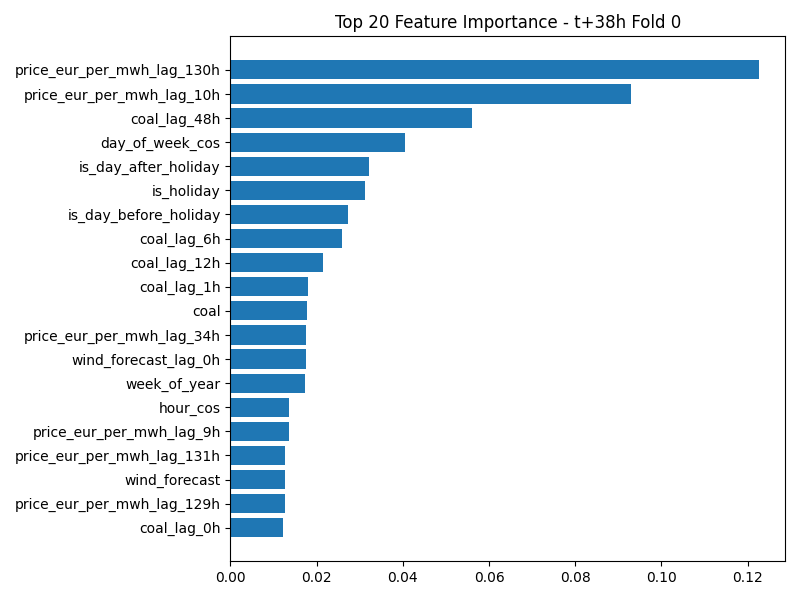 Top 20 Feature Importance - t+38h Fold 0
price_eur_per_mwh_lag_130h
price_eur_per_mwh_lag_10h
coal_lag_48h
day_of_week_cos
is_day_after_holiday
is_holiday
is_day_before_holiday
coal_lag_6h
coal_lag_12h
coal_lag_1h
coal
price_eur_per_mwh_lag_34h
wind_forecast_lag_0h
week_of_year
hour_cos
price_eur_per_mwh_lag_9h
price_eur_per_mwh_lag_131h
wind_forecast
price_eur_per_mwh_lag_129h
coal_lag_0h
0.00 0.02 0.04 0.06 0.08 0.10 0.12